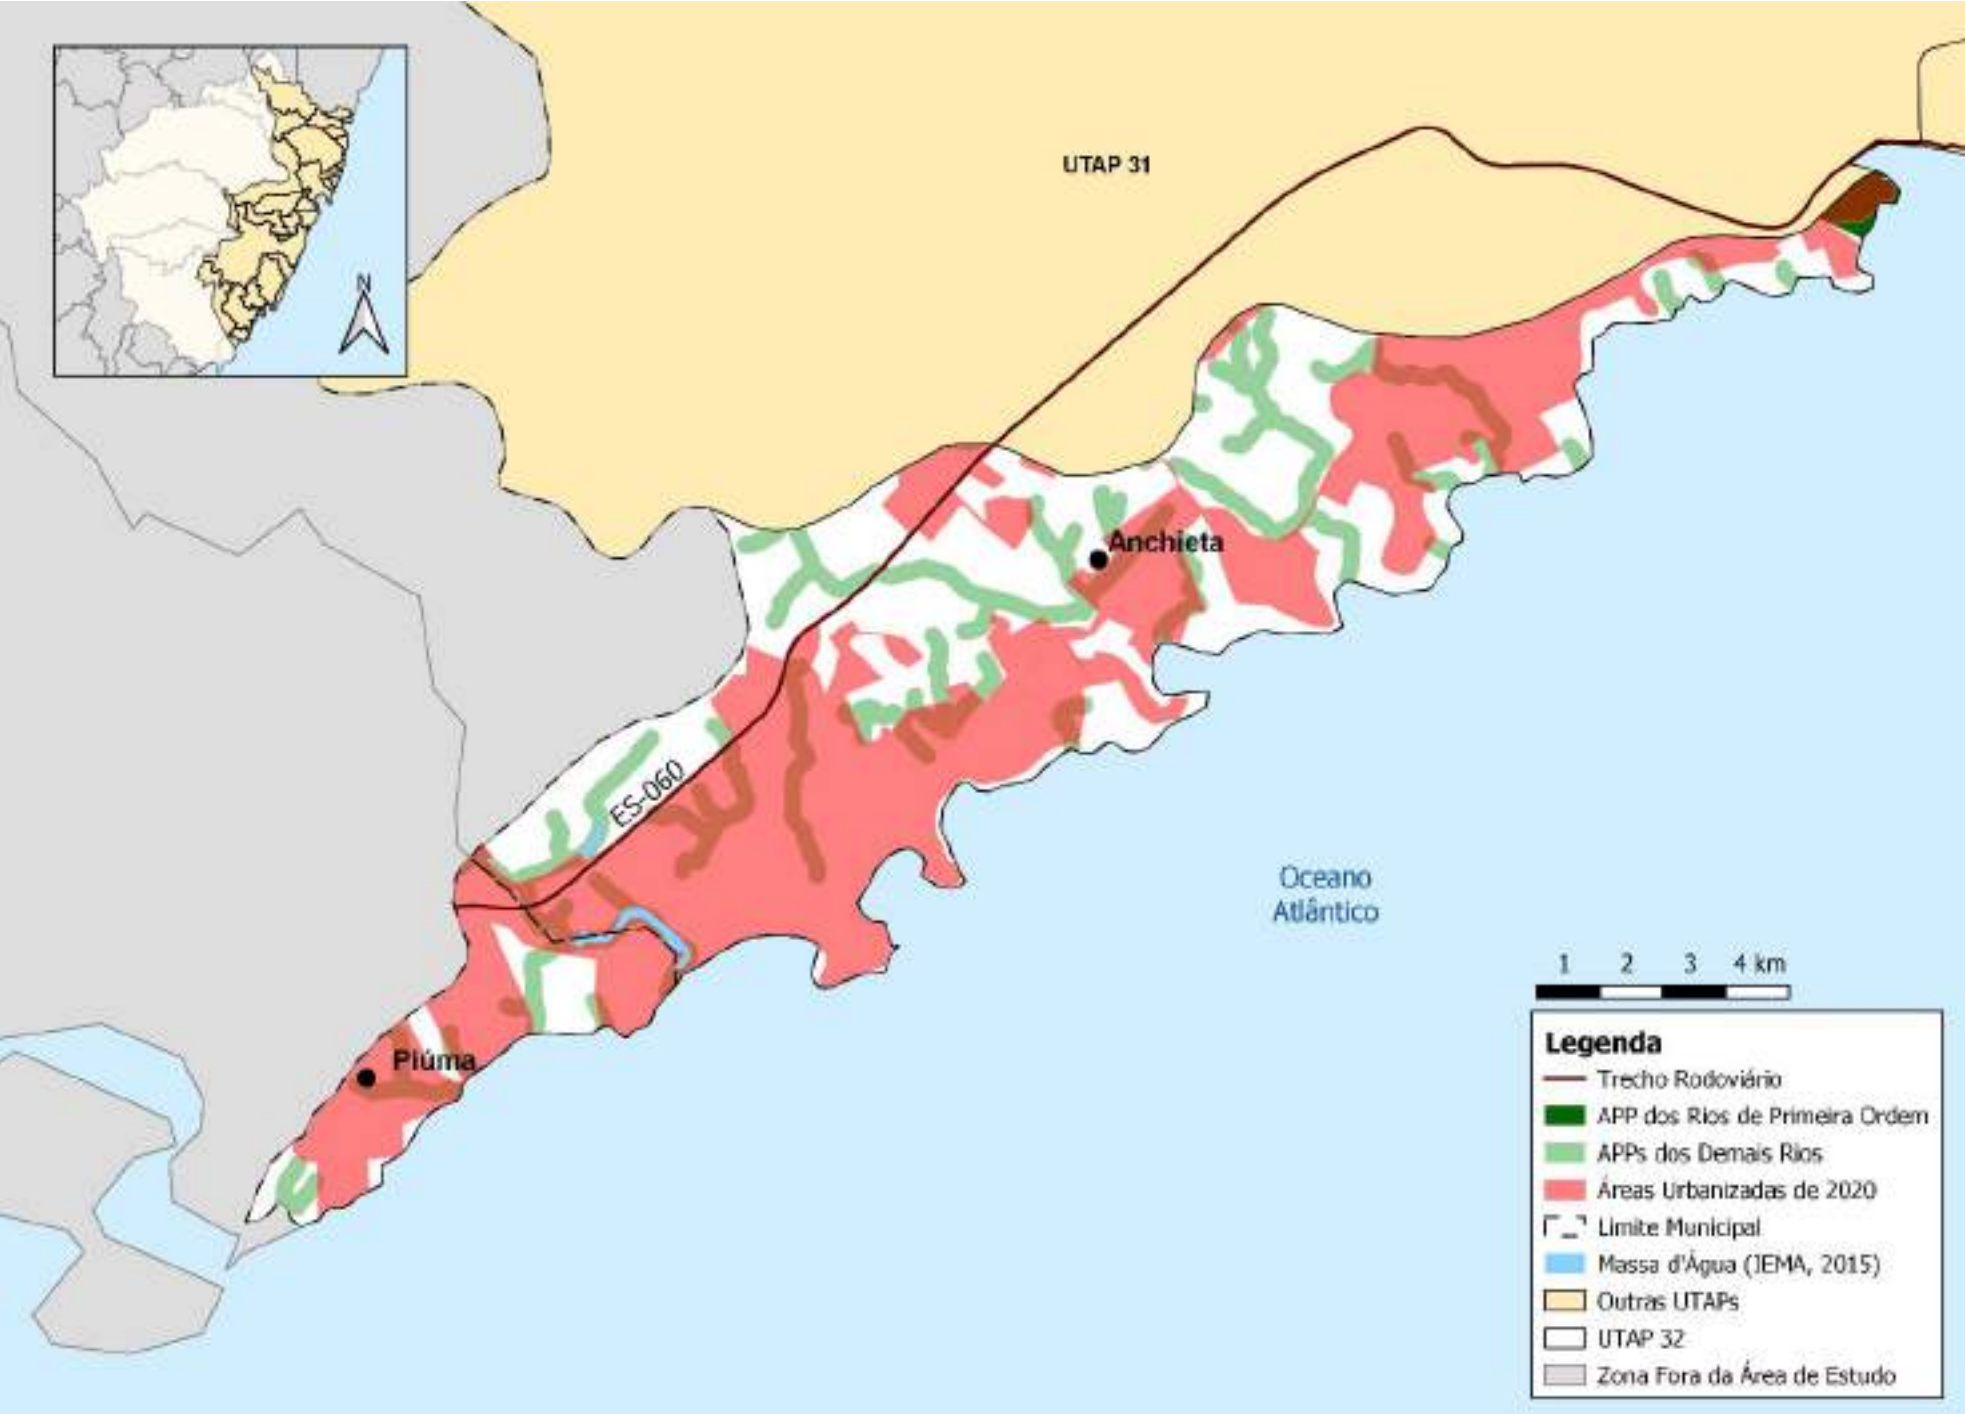 N
UTAP 31
Anchieta
ES-060
Oceano
Atlântico
Piúma
1 2 3 4 km
Legenda
Trecho Rodoviário
APP dos Rios de Primeira Ordem
APPs dos Demais Rios
Áreas Urbanizadas de 2020
Limite Municipal
Massa d'Água (IEMA, 2015)
Outras UTAPs
UTAP 32
Zona Fora da Área de Estudo